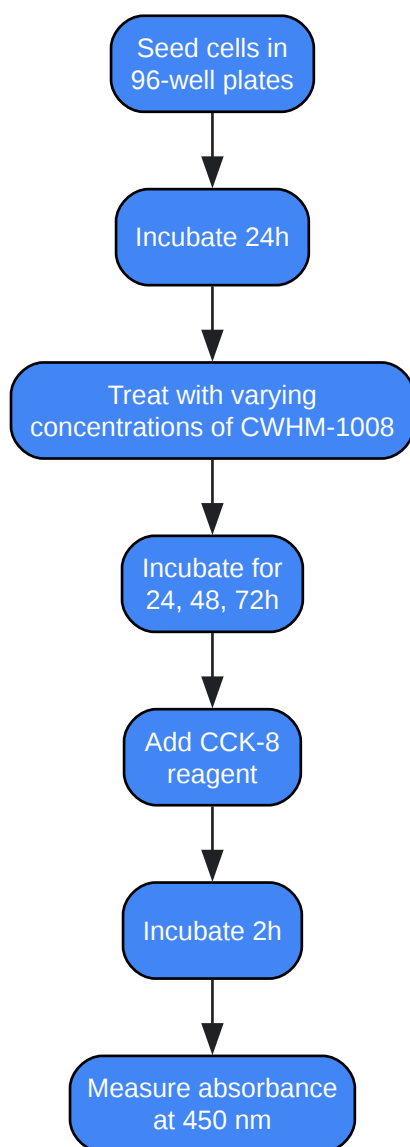 Seed cells in
96-well plates
Incubate 24h
Treat with varying
concentrations of CWHM-1008
Incubate for
24, 48, 72h
Add CCK-8
reagent
Incubate 2h
Measure absorbance
at 450 nm